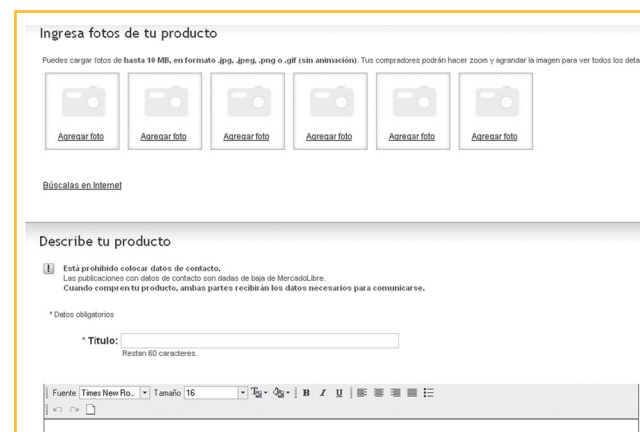 Ingresa fotos de tu producto
Puedes cargar fotos de hasta 10 MB, en formato .jpg, .jpeg, .png o .gif (sin animación). Tus compradores podrán hacer zoom y agrandar la imagen para ver todos los deta
Agregar foto Agregar foto Agregar foto Agregar foto Agregar foto Agregar foto
Búscalas en Internet
Describe tu producto
Está prohibido colocar datos de contacto.
Las publicaciones con datos de contacto son dadas de baja de MercadoLibre.
Cuando compren tu producto, ambas partes recibirán los datos necesarios para comunicarse.
* Datos obligatorios
* Título:
Restan 60 caracteres.
Fuente Times New Ro... Tamaño 16 B I U